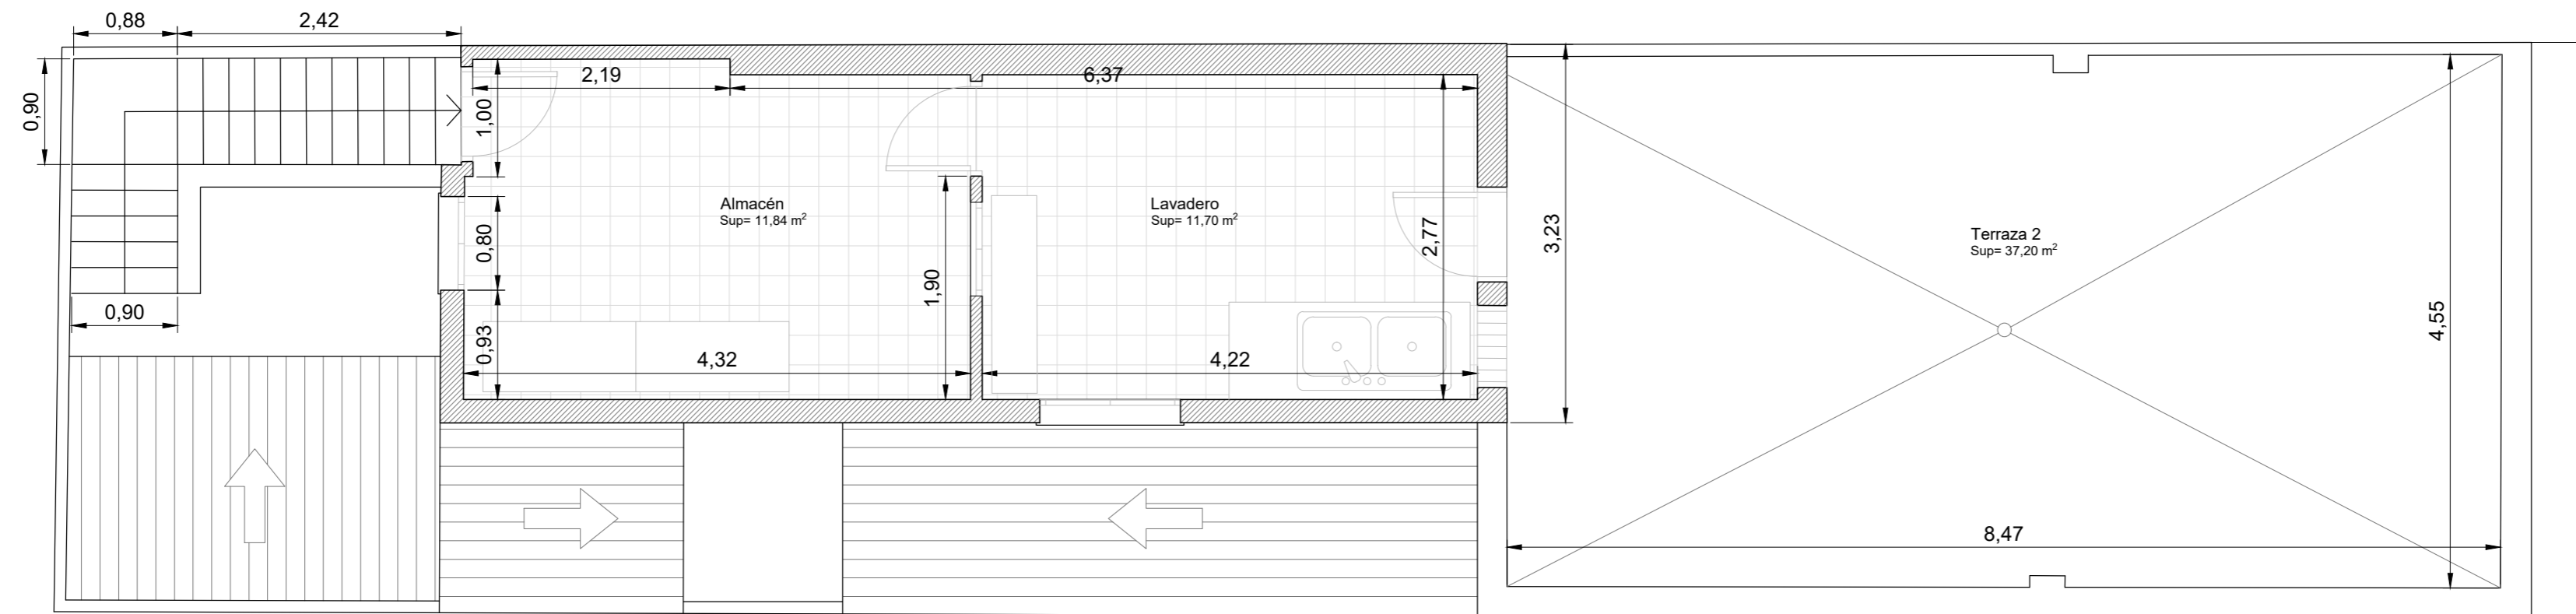 0,88
2,42
0,90
2,19
6,37
1,00
Almacén
Sup= 11,84 m²
Lavadero
Sup= 11,70 m²
0,80
2,77
3,23
Terraza 2
Sup= 37,20 m²
1,90
0,90
0,93
4,32
4,22
4,55
8,47